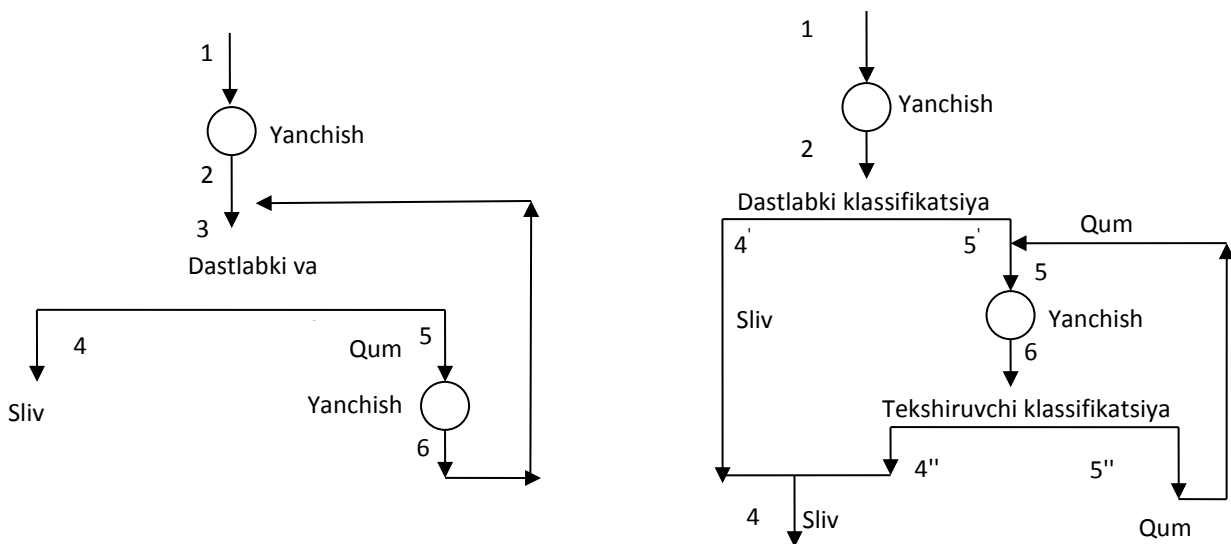 1
Yanchish
2
3
Dastlabki va
4
Qum
5
Sliv
Yanchish
6
1
Yanchish
2
Dastlabki klassifikatsiya
4'
5'
Qum
5
Sliv
Yanchish
6
Tekshiruvchi klassifikatsiya
4''
5''
4
Sliv
Qum